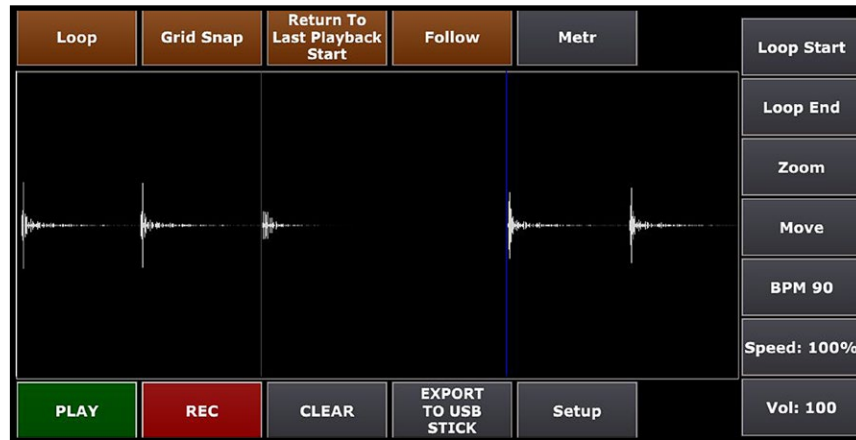 Loop
Grid Snap
Return To
Last Playback
Start
Follow
Metr
Loop Start
Loop End
Zoom
Move
BPM 90
Speed: 100%
Vol: 100
PLAY
REC
CLEAR
EXPORT
TO USB
STICK
Setup